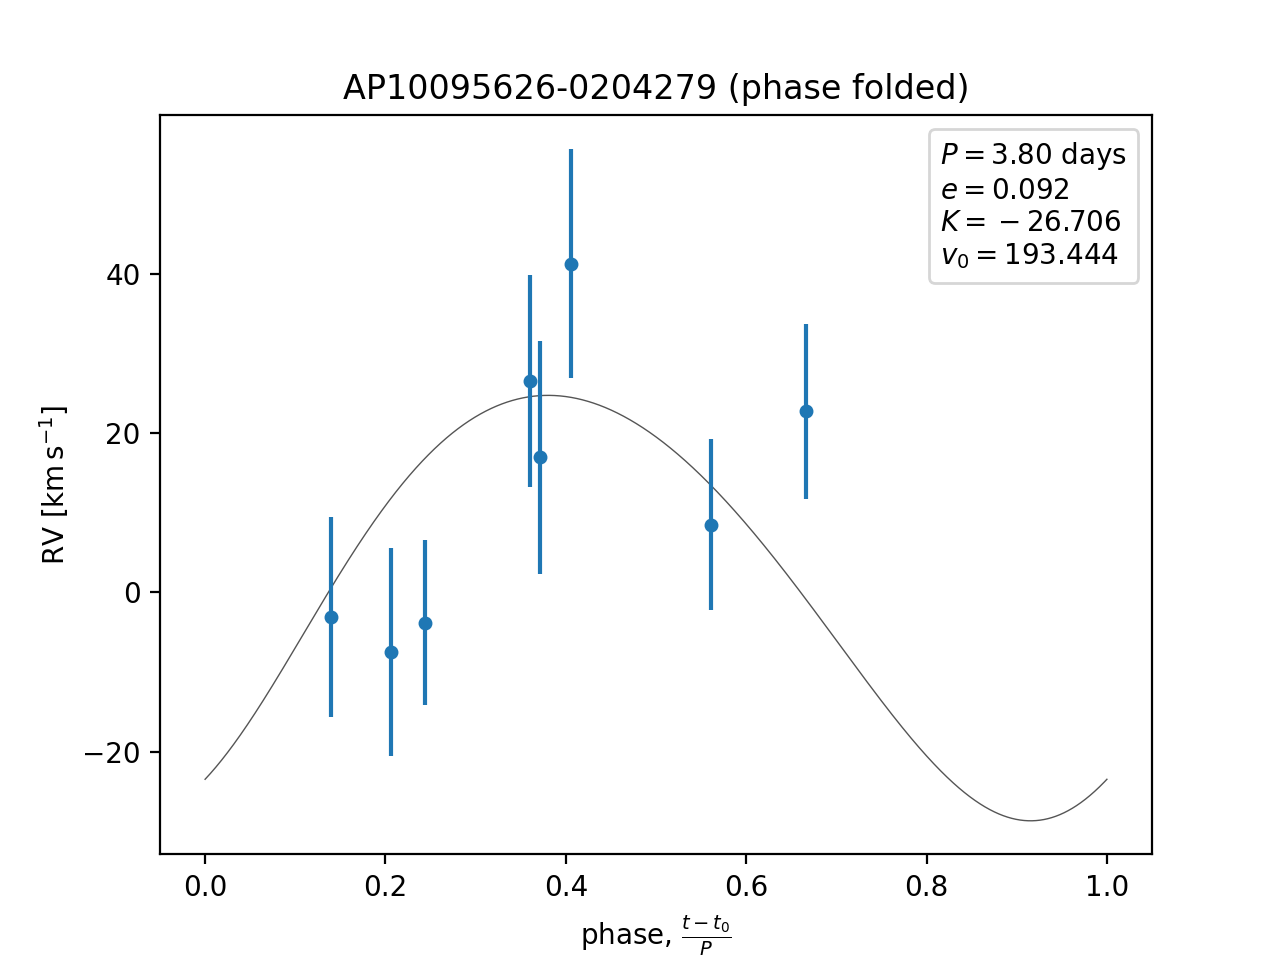 AP10095626-0204279 (phase folded)
P = 3.80 days
e = 0.092
K = −26.706
v₀ = 193.444
RV [km s⁻¹]
40
20
0
−20
0.0 0.2 0.4 0.6 0.8 1.0
phase, (t − t₀)/P